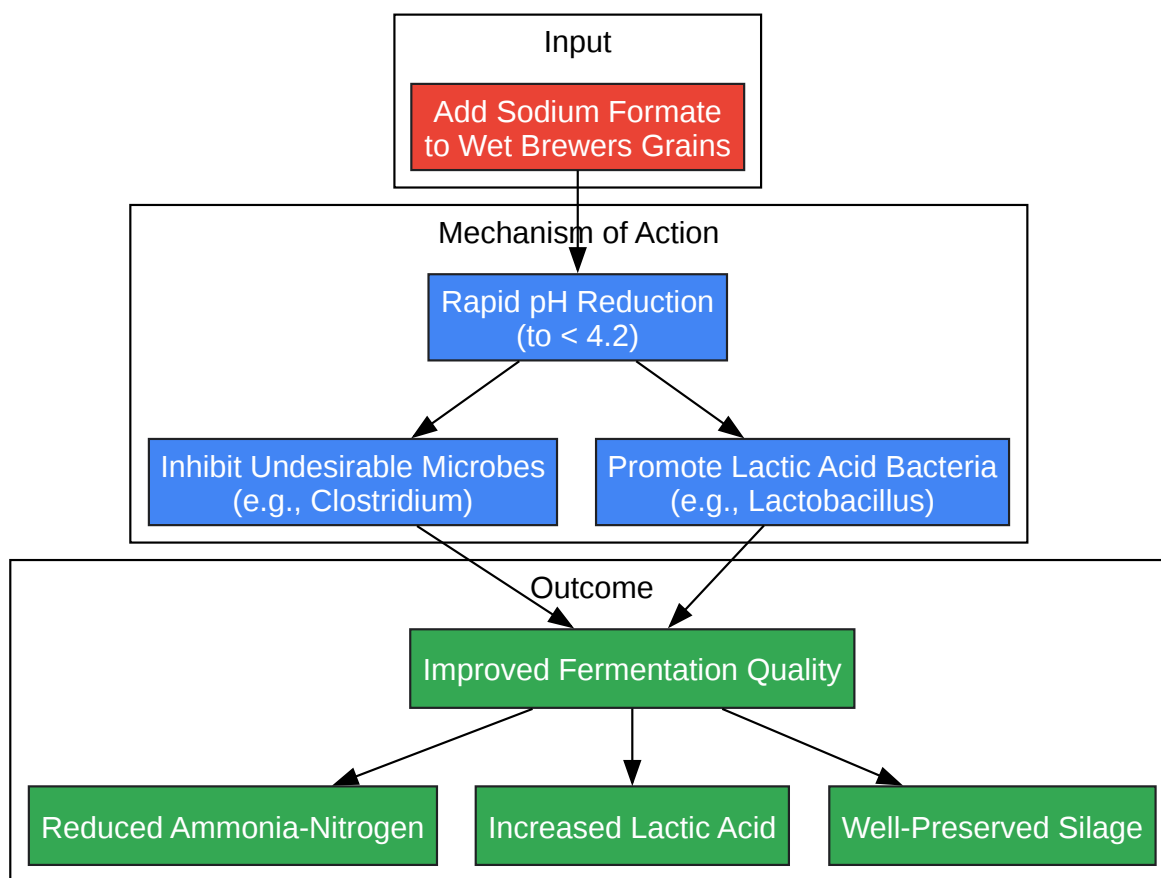 Input
Add Sodium Formate
to Wet Brewers Grains
Mechanism of Action
Rapid pH Reduction
(to < 4.2)
Inhibit Undesirable Microbes
(e.g., Clostridium)
Promote Lactic Acid Bacteria
(e.g., Lactobacillus)
Outcome
Improved Fermentation Quality
Reduced Ammonia-Nitrogen
Increased Lactic Acid
Well-Preserved Silage